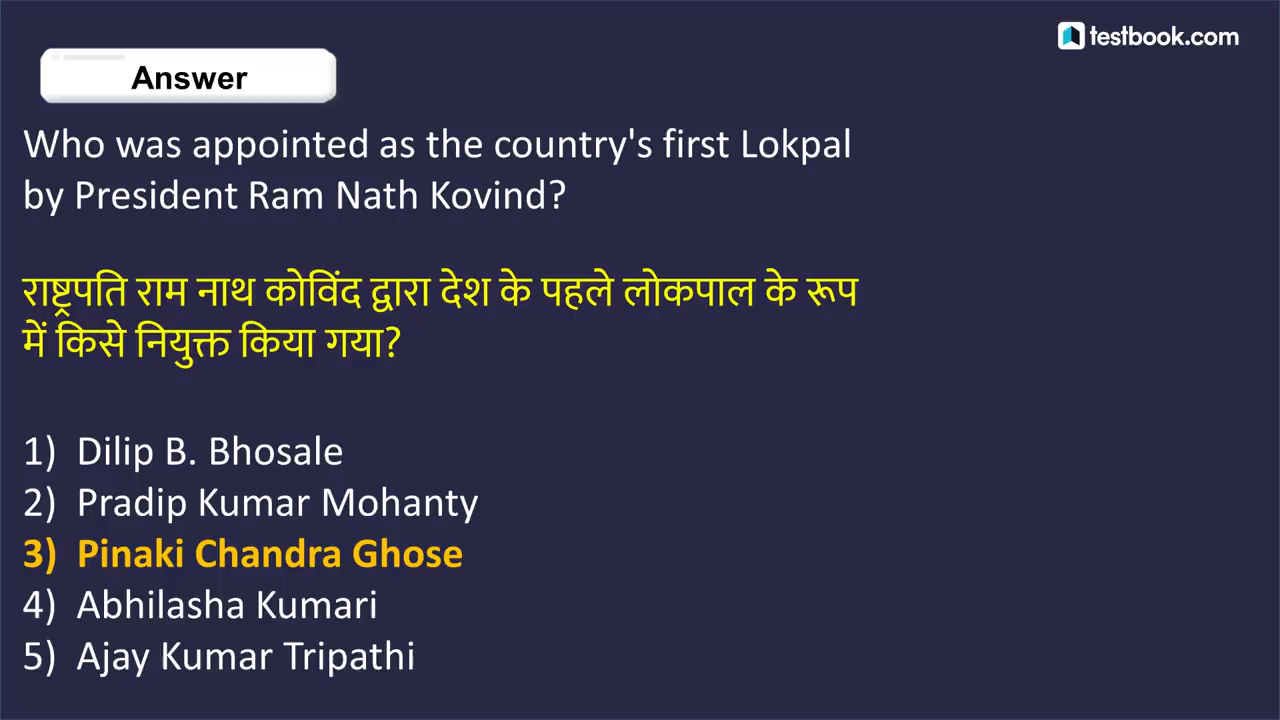 testbook.com
Answer
Who was appointed as the country's first Lokpal
by President Ram Nath Kovind?
राष्ट्रपति राम नाथ कोविंद द्वारा देश के पहले लोकपाल के रूप
में किसे नियुक्त किया गया?
1) Dilip B. Bhosale
2) Pradip Kumar Mohanty
3) Pinaki Chandra Ghose
4) Abhilasha Kumari
5) Ajay Kumar Tripathi